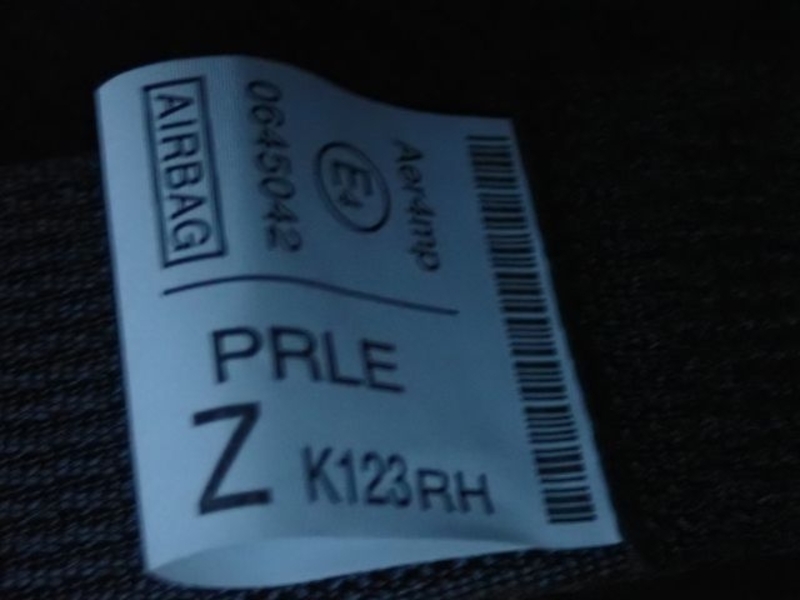 AIRBAG
0645042
E4
Aer4mp
PRLE
Z K123RH